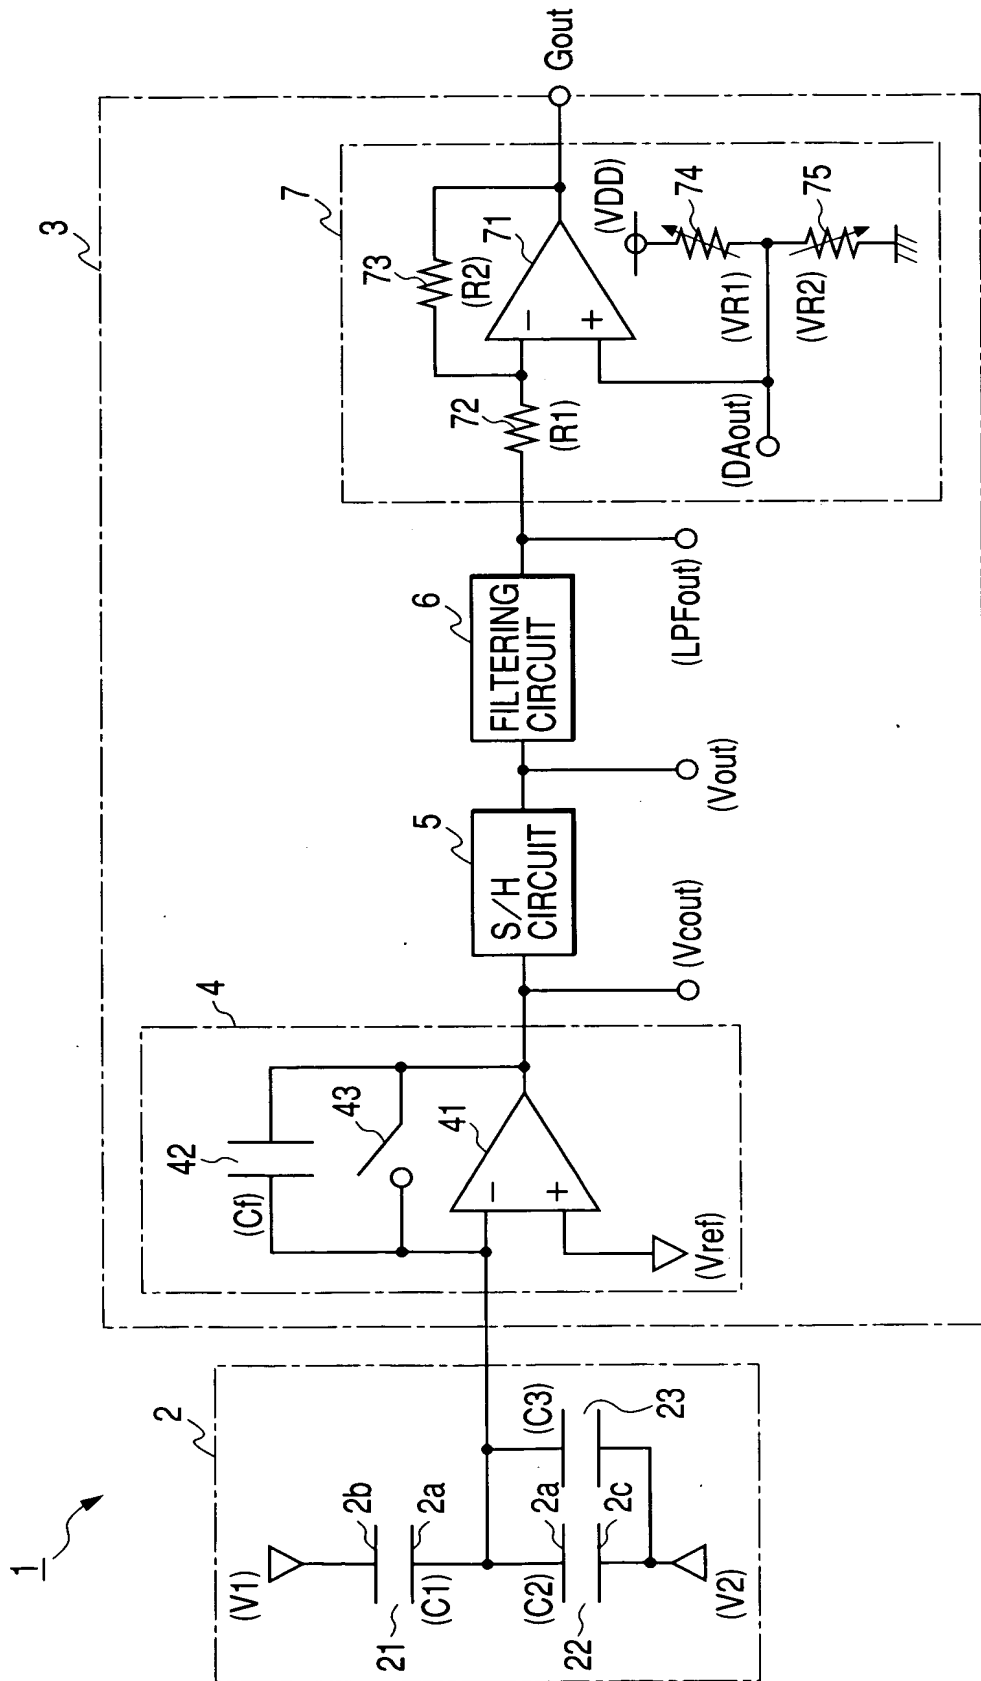 1
2
(V1)
2b
2a
(C1)
21
(C2)
2a
(C3)
23
2c
22
(V2)
3
4
42
(Cf)
43
41
−
+
(Vref)
(Vcout)
5
S/H
CIRCUIT
(Vout)
6
FILTERING
CIRCUIT
(LPFout)
7
72
(R1)
73
(R2)
71
−
+
(DAout)
(VDD)
74
(VR1)
75
(VR2)
Gout